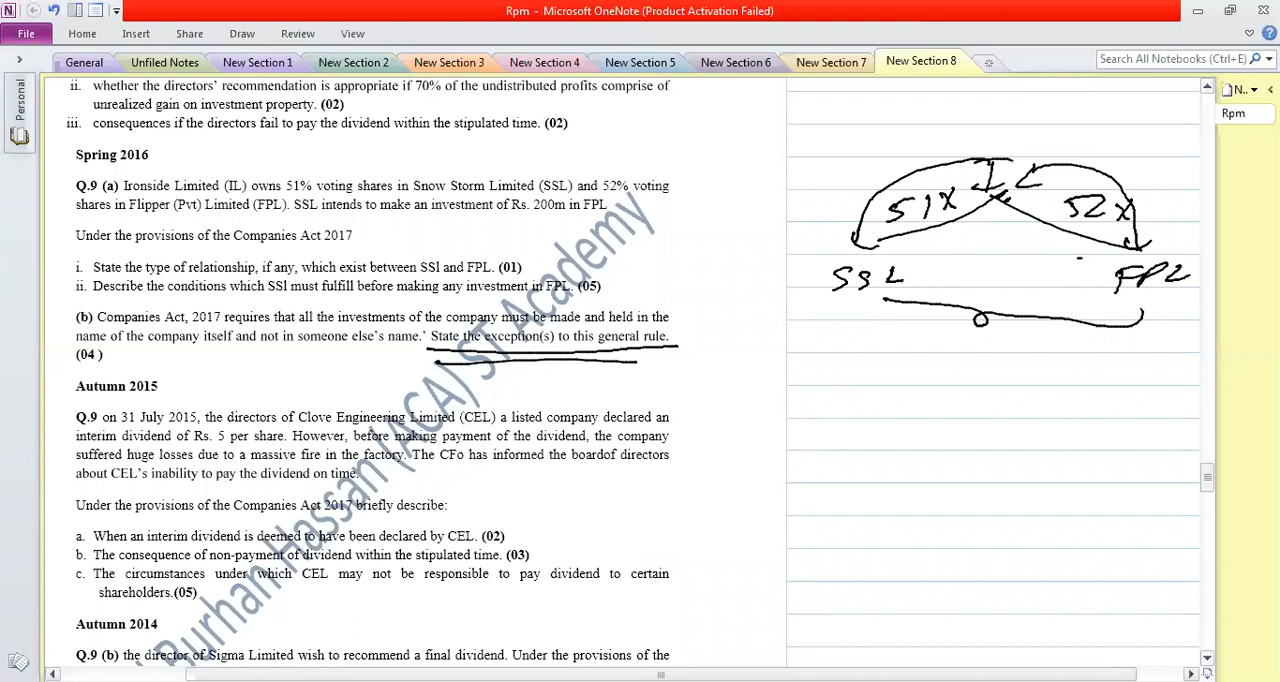 Rpm - Microsoft OneNote (Product Activation Failed)
File Home Insert Share Draw Review View
General Unfiled Notes New Section 1 New Section 2 New Section 3 New Section 4 New Section 5 New Section 6 New Section 7 New Section 8
Search All Notebooks (Ctrl+E)
Personal
N..
Rpm
ii. whether the directors' recommendation is appropriate if 70% of the undistributed profits comprise of
unrealized gain on investment property. (02)
iii. consequences if the directors fail to pay the dividend within the stipulated time. (02)
Spring 2016
Q.9 (a) Ironside Limited (IL) owns 51% voting shares in Snow Storm Limited (SSL) and 52% voting
shares in Flipper (Pvt) Limited (FPL). SSL intends to make an investment of Rs. 200m in FPL
Under the provisions of the Companies Act 2017
i. State the type of relationship, if any, which exist between SSl and FPL. (01)
ii. Describe the conditions which SSl must fulfill before making any investment in FPL. (05)
(b) Companies Act, 2017 requires that all the investments of the company must be made and held in the
name of the company itself and not in someone else's name.' State the exception(s) to this general rule.
(04)
Autumn 2015
Q.9 on 31 July 2015, the directors of Clove Engineering Limited (CEL) a listed company declared an
interim dividend of Rs. 5 per share. However, before making payment of the dividend, the company
suffered huge losses due to a massive fire in the factory. The CFo has informed the boardof directors
about CEL's inability to pay the dividend on time.
Under the provisions of the Companies Act 2017 briefly describe:
a. When an interim dividend is deemed to have been declared by CEL. (02)
b. The consequence of non-payment of dividend within the stipulated time. (03)
c. The circumstances under which CEL may not be responsible to pay dividend to certain
shareholders.(05)
Autumn 2014
Q.9 (b) the director of Sigma Limited wish to recommend a final dividend. Under the provisions of the
Burhan Hassan (ACA) ST Academy
51% 52%
SSL FPL